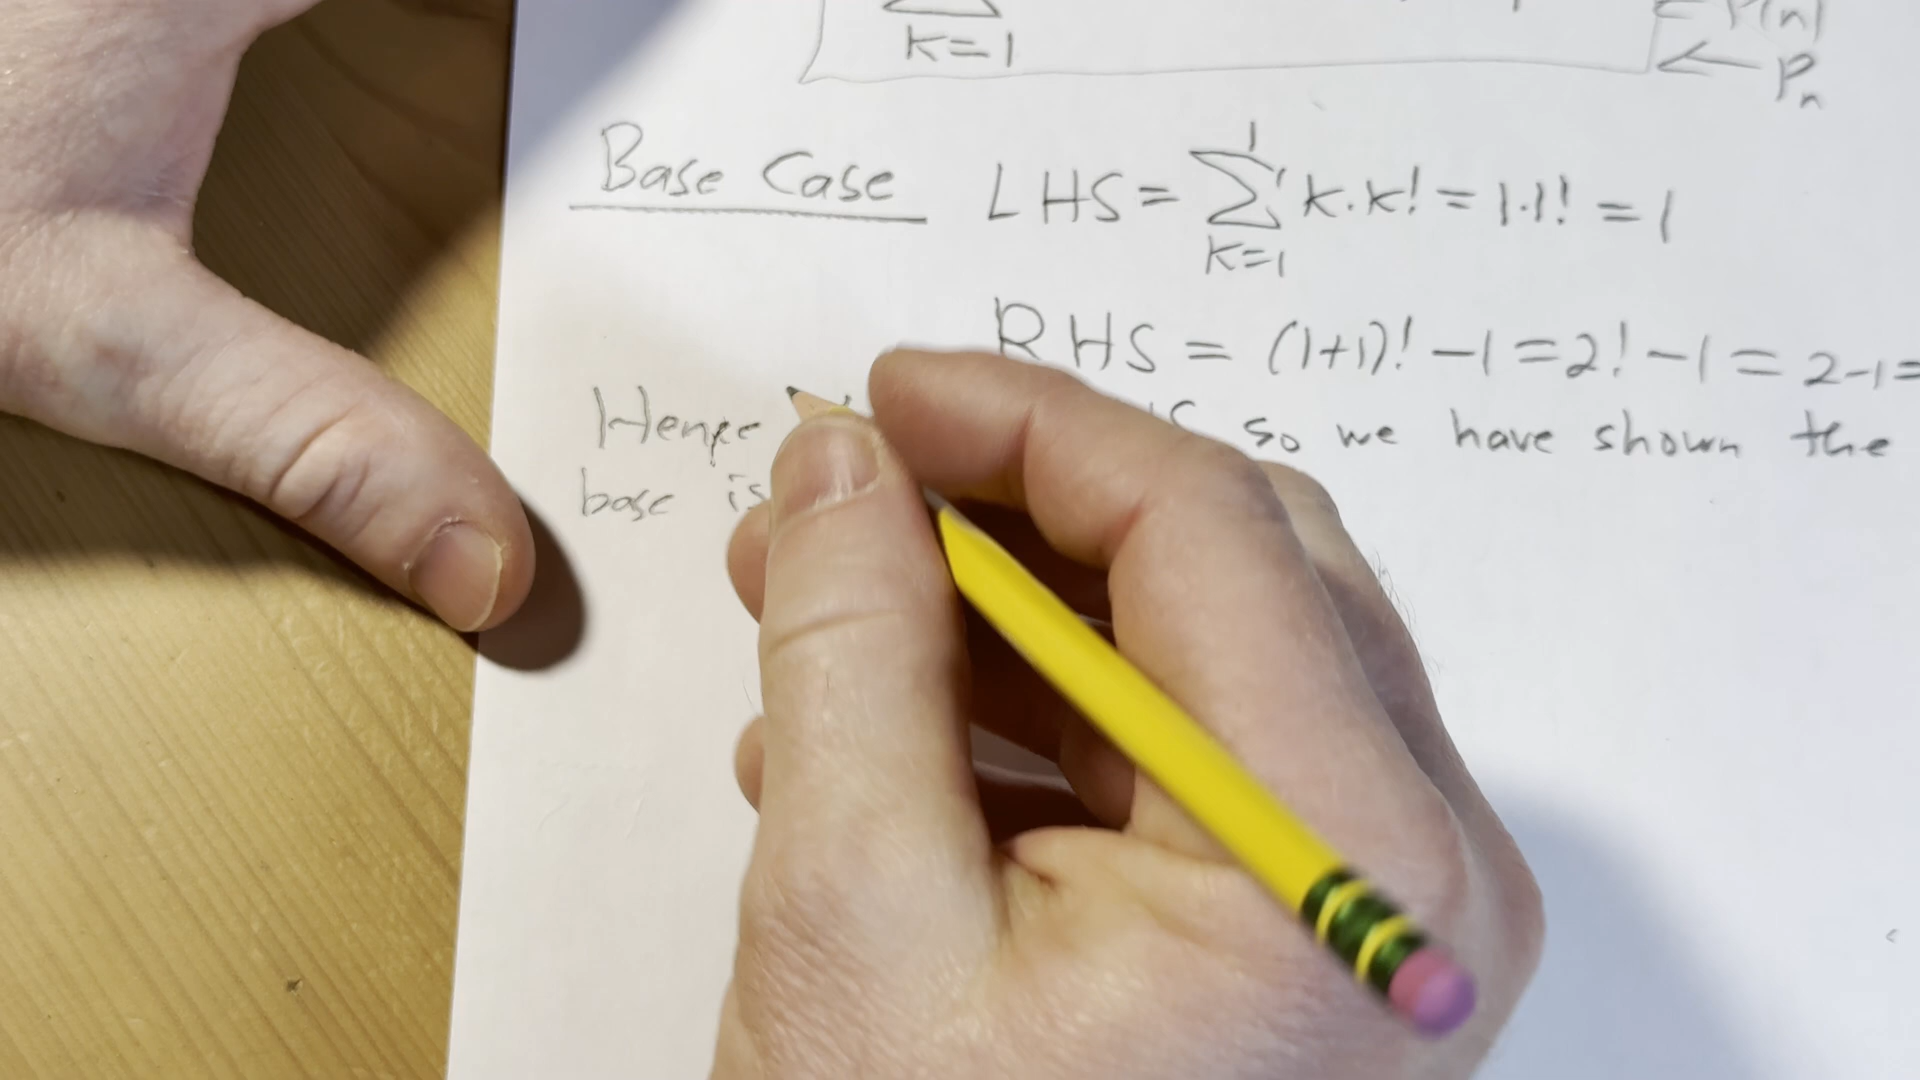 k=1
P(n)
← Pₙ
Base Case LHS = ∑ k·k! = 1·1! = 1
1
k=1
RHS = (1+1)! - 1 = 2! - 1 = 2-1 =
Hence so we have shown the
base is